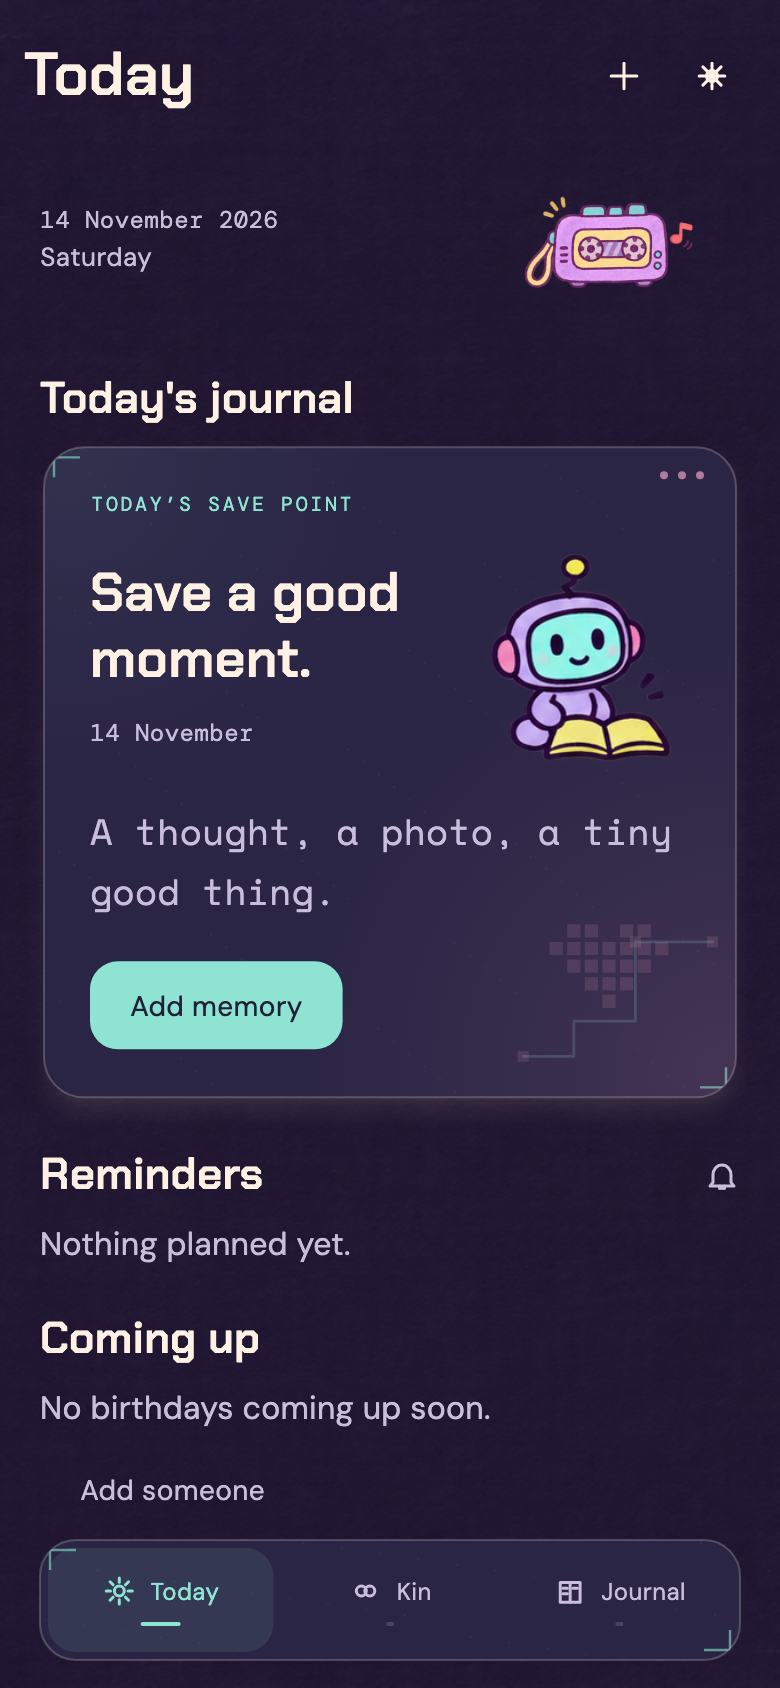 Today
14 November 2026
Saturday
Today's journal
TODAY’S SAVE POINT
Save a good
moment.
14 November
A thought, a photo, a tiny
good thing.
Add memory
Reminders
Nothing planned yet.
Coming up
No birthdays coming up soon.
Add someone
Today
Kin
Journal